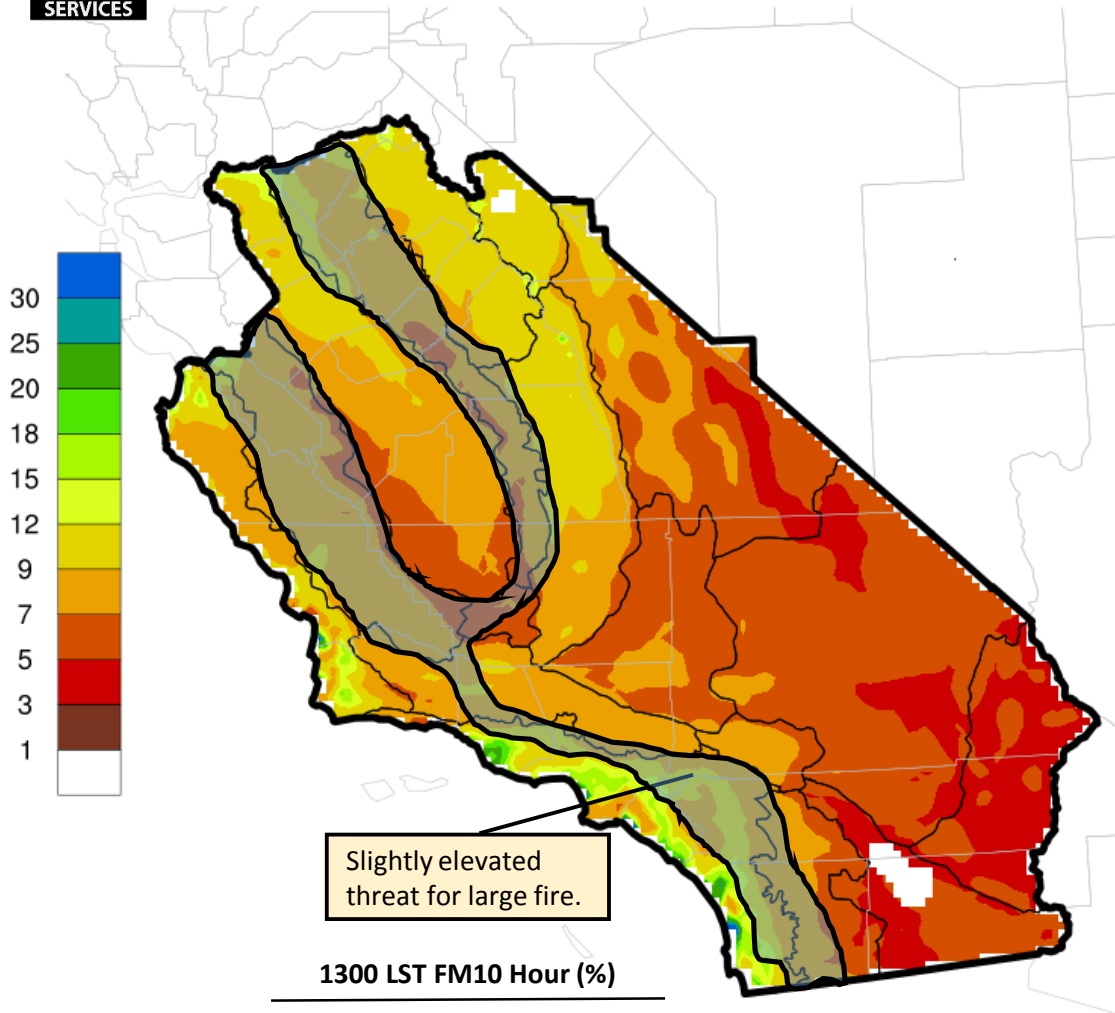 SERVICES
30
25
20
18
15
12
9
7
5
3
1
Slightly elevated
threat for large fire.
1300 LST FM10 Hour (%)